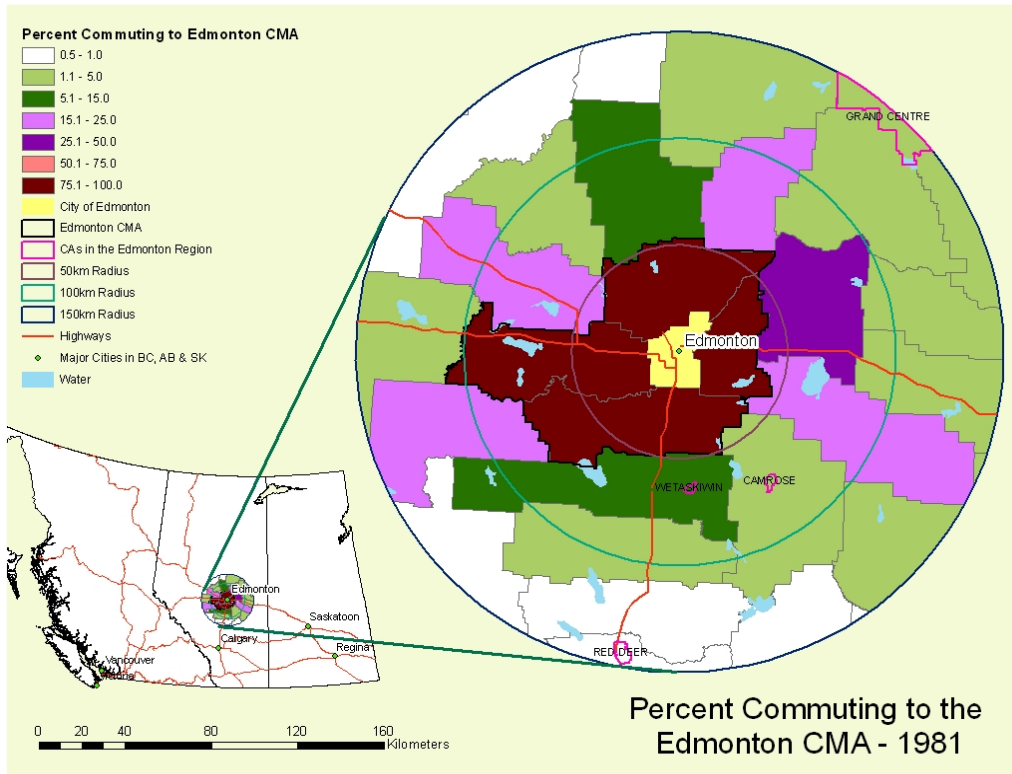 Percent Commuting to Edmonton CMA
0.5 - 1.0
1.1 - 5.0
5.1 - 15.0
15.1 - 25.0
25.1 - 50.0
50.1 - 75.0
75.1 - 100.0
City of Edmonton
Edmonton CMA
CAs in the Edmonton Region
50km Radius
100km Radius
150km Radius
Highways
Major Cities in BC, AB & SK
Water
GRAND CENTRE
Edmonton
WETASKIWIN
CAMROSE
RED DEER
Edmonton
Saskatoon
Calgary
Regina
Vancouver
0 20 40 80 120 160
Kilometers
Percent Commuting to the
Edmonton CMA - 1981